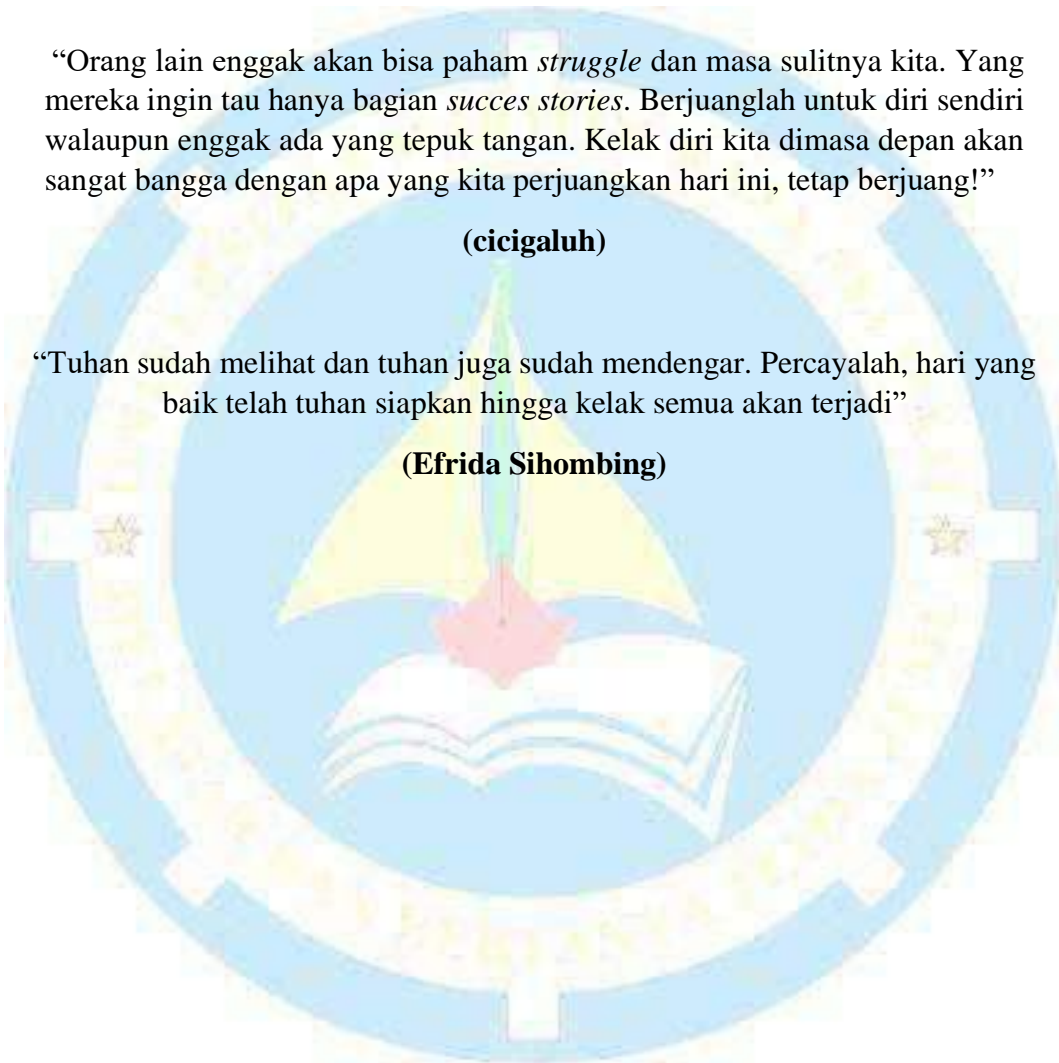 “Orang lain enggak akan bisa paham struggle dan masa sulitnya kita. Yang
mereka ingin tau hanya bagian succes stories. Berjuanglah untuk diri sendiri
walaupun enggak ada yang tepuk tangan. Kelak diri kita dimasa depan akan
sangat bangga dengan apa yang kita perjuangkan hari ini, tetap berjuang!”
(cicigaluh)
“Tuhan sudah melihat dan tuhan juga sudah mendengar. Percayalah, hari yang
baik telah tuhan siapkan hingga kelak semua akan terjadi”
(Efrida Sihombing)